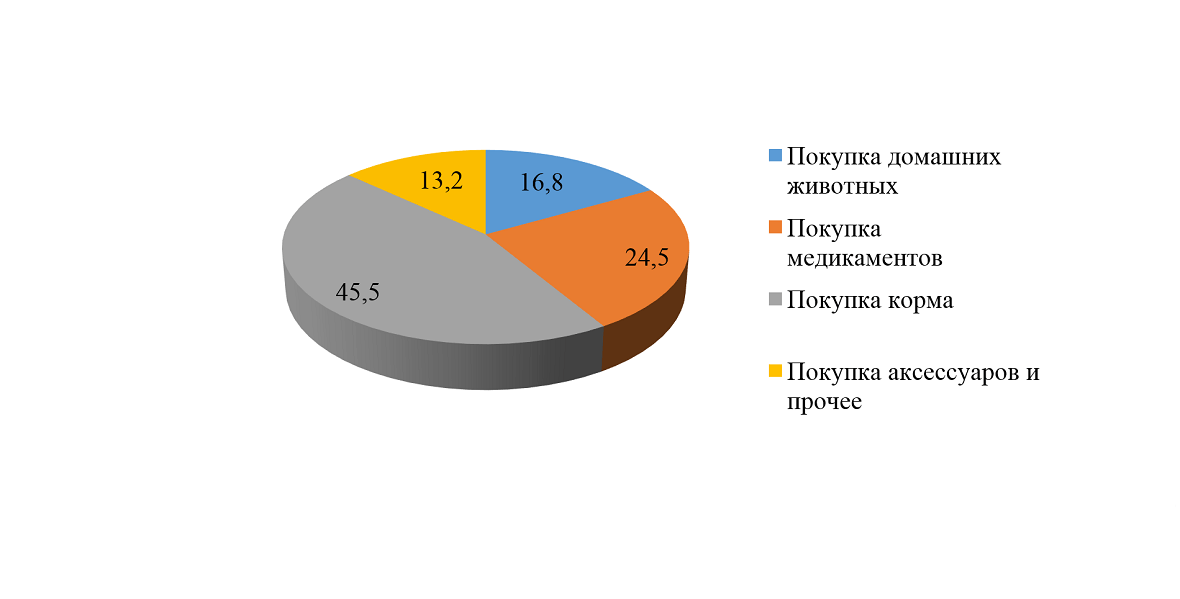 13,2
16,8
24,5
45,5
Покупка домашних
животных
Покупка
медикаментов
Покупка корма
Покупка аксессуаров и
прочее